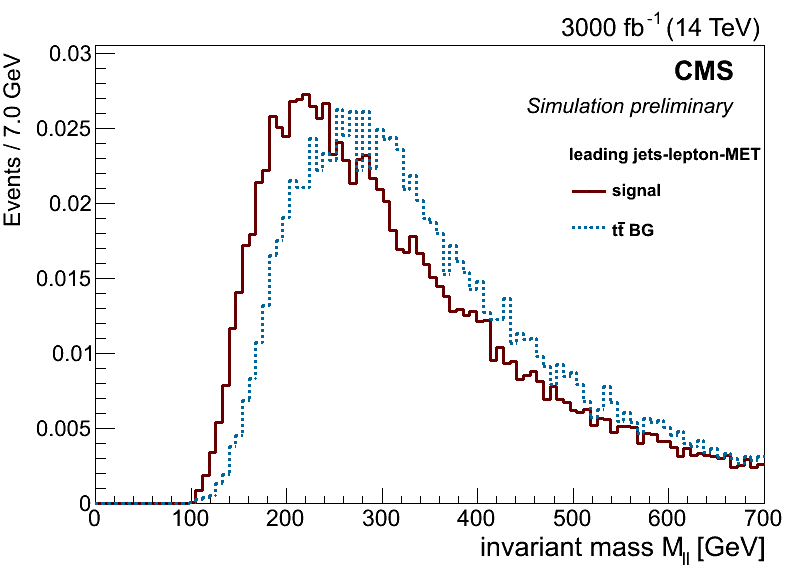 3000 fb⁻¹ (14 TeV)
CMS
Simulation preliminary
leading jets-lepton-MET
signal
tt̄ BG
Events / 7.0 GeV
0.03
0.025
0.02
0.015
0.01
0.005
0
0 100 200 300 400 500 600 700
invariant mass M_ll [GeV]